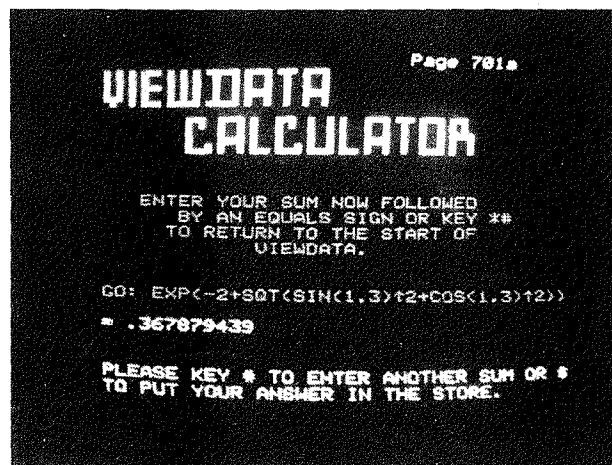 Page 701a
VIEWDATA
CALCULATOR
ENTER YOUR SUM NOW FOLLOWED
BY AN EQUALS SIGN OR KEY *#
TO RETURN TO THE START OF
VIEWDATA.
GO: EXP(-2+SQT(SIN(1.3)↑2+COS(1.3)↑2))
= .367879439
PLEASE KEY # TO ENTER ANOTHER SUM OR $
TO PUT YOUR ANSWER IN THE STORE.